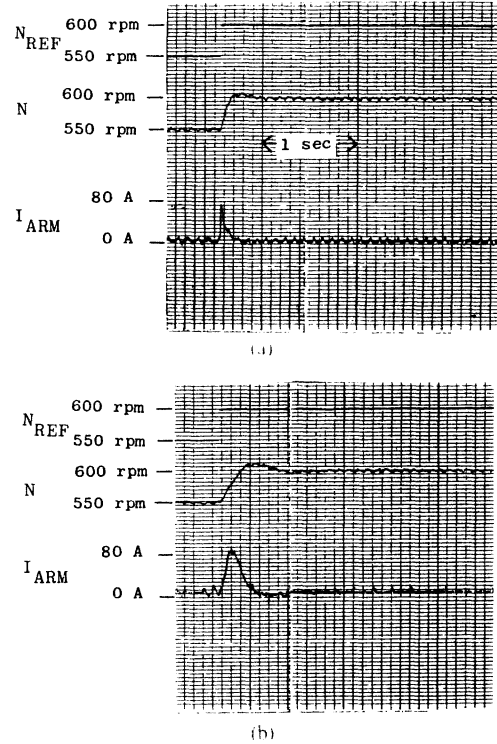 600 rpm
N REF
550 rpm
600 rpm
N
550 rpm
1 sec
80 A
I ARM
0 A
(a)
600 rpm
N REF
550 rpm
600 rpm
N
550 rpm
80 A
I ARM
0 A
(b)